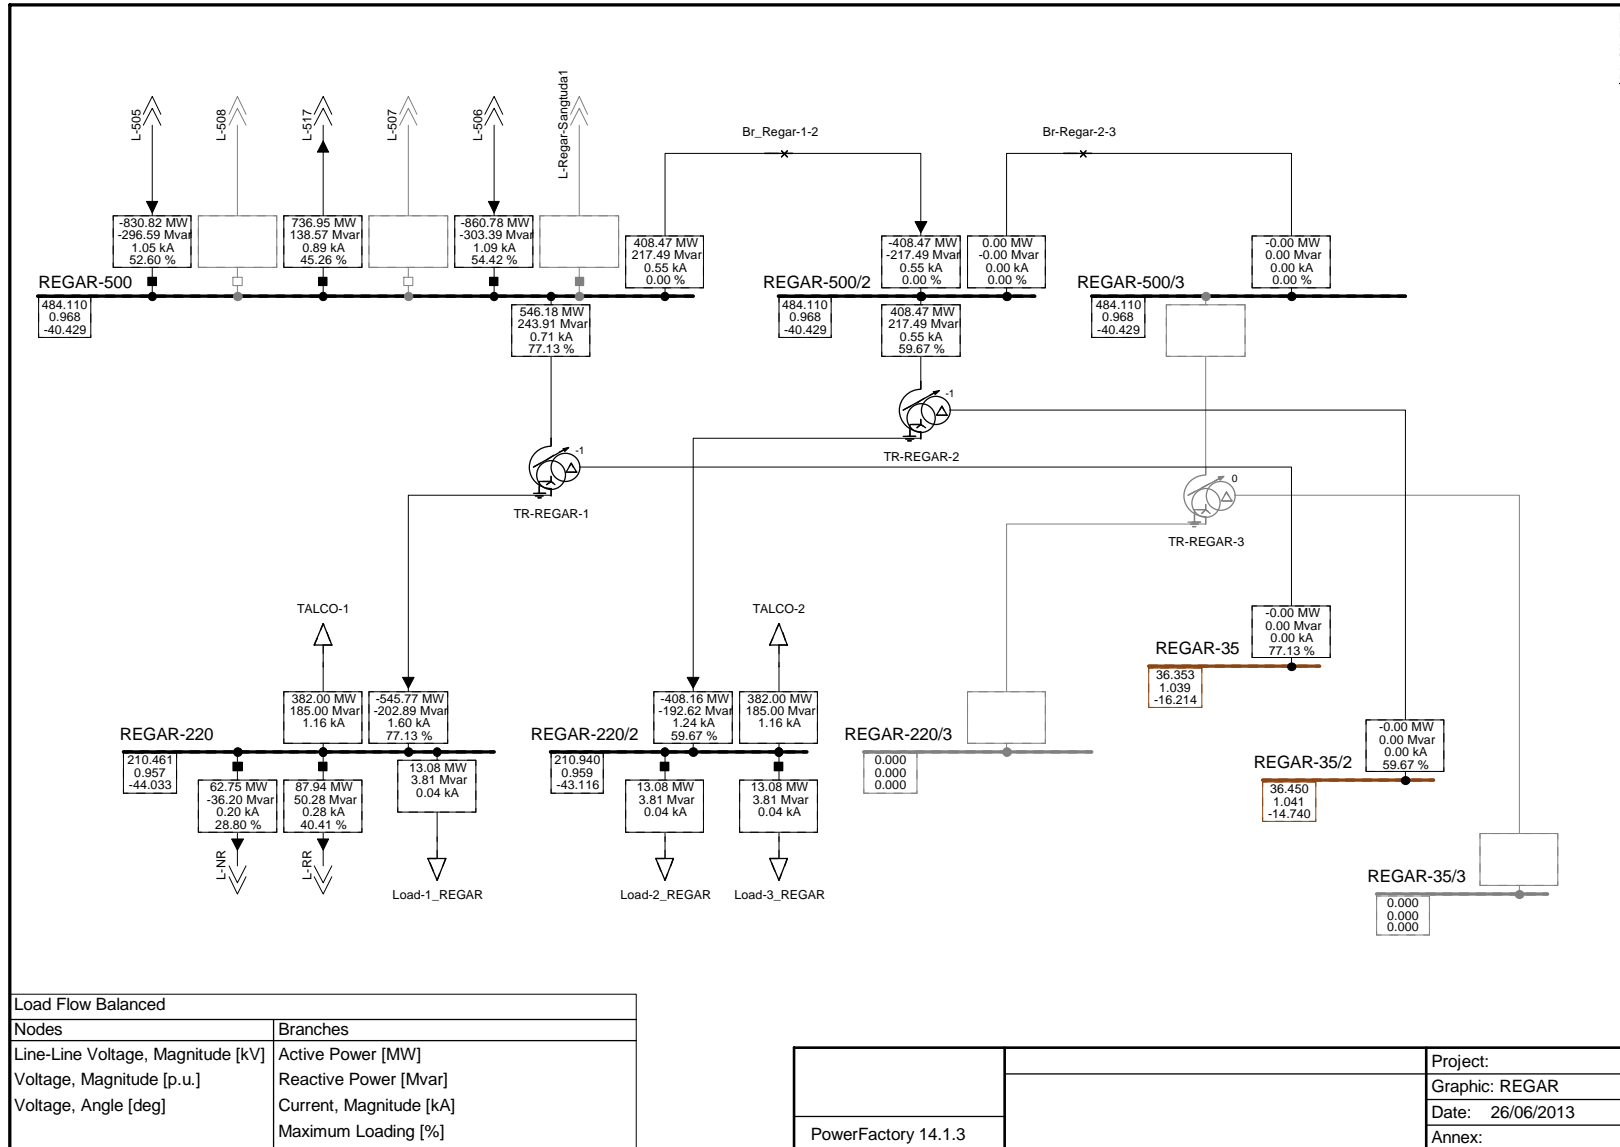 L-505
L-508
L-517
L-507
L-506
L-Regar-Sangtuda1
Br_Regar-1-2
Br-Regar-2-3
-830.82 MW
-296.59 Mvar
1.05 kA
52.60 %
736.95 MW
138.57 Mvar
0.89 kA
45.26 %
-860.78 MW
-303.39 Mvar
1.09 kA
54.42 %
408.47 MW
217.49 Mvar
0.55 kA
0.00 %
-408.47 MW
-217.49 Mvar
0.55 kA
0.00 %
0.00 MW
-0.00 Mvar
0.00 kA
0.00 %
-0.00 MW
0.00 Mvar
0.00 kA
0.00 %
REGAR-500
484.110
0.968
-40.429
REGAR-500/2
484.110
0.968
-40.429
REGAR-500/3
484.110
0.968
-40.429
546.18 MW
243.91 Mvar
0.71 kA
77.13 %
408.47 MW
217.49 Mvar
0.55 kA
59.67 %
-1
TR-REGAR-2
-1
TR-REGAR-1
0
TR-REGAR-3
TALCO-1
TALCO-2
-0.00 MW
0.00 Mvar
0.00 kA
77.13 %
REGAR-35
36.353
1.039
-16.214
382.00 MW
185.00 Mvar
1.16 kA
-545.77 MW
-202.89 Mvar
1.60 kA
77.13 %
-408.16 MW
-192.62 Mvar
1.24 kA
59.67 %
382.00 MW
185.00 Mvar
1.16 kA
-0.00 MW
0.00 Mvar
0.00 kA
59.67 %
REGAR-220
210.461
0.957
-44.033
REGAR-220/2
210.940
0.959
-43.116
REGAR-220/3
0.000
0.000
0.000
REGAR-35/2
36.450
1.041
-14.740
62.75 MW
-36.20 Mvar
0.20 kA
28.80 %
87.94 MW
50.28 Mvar
0.28 kA
40.41 %
13.08 MW
3.81 Mvar
0.04 kA
13.08 MW
3.81 Mvar
0.04 kA
13.08 MW
3.81 Mvar
0.04 kA
L-NR
L-RR
Load-1_REGAR
Load-2_REGAR
Load-3_REGAR
REGAR-35/3
0.000
0.000
0.000
Load Flow Balanced
Nodes
Branches
Line-Line Voltage, Magnitude [kV]
Active Power [MW]
Voltage, Magnitude [p.u.]
Reactive Power [Mvar]
Voltage, Angle [deg]
Current, Magnitude [kA]
Maximum Loading [%]
PowerFactory 14.1.3
Project:
Graphic: REGAR
Date: 26/06/2013
Annex: